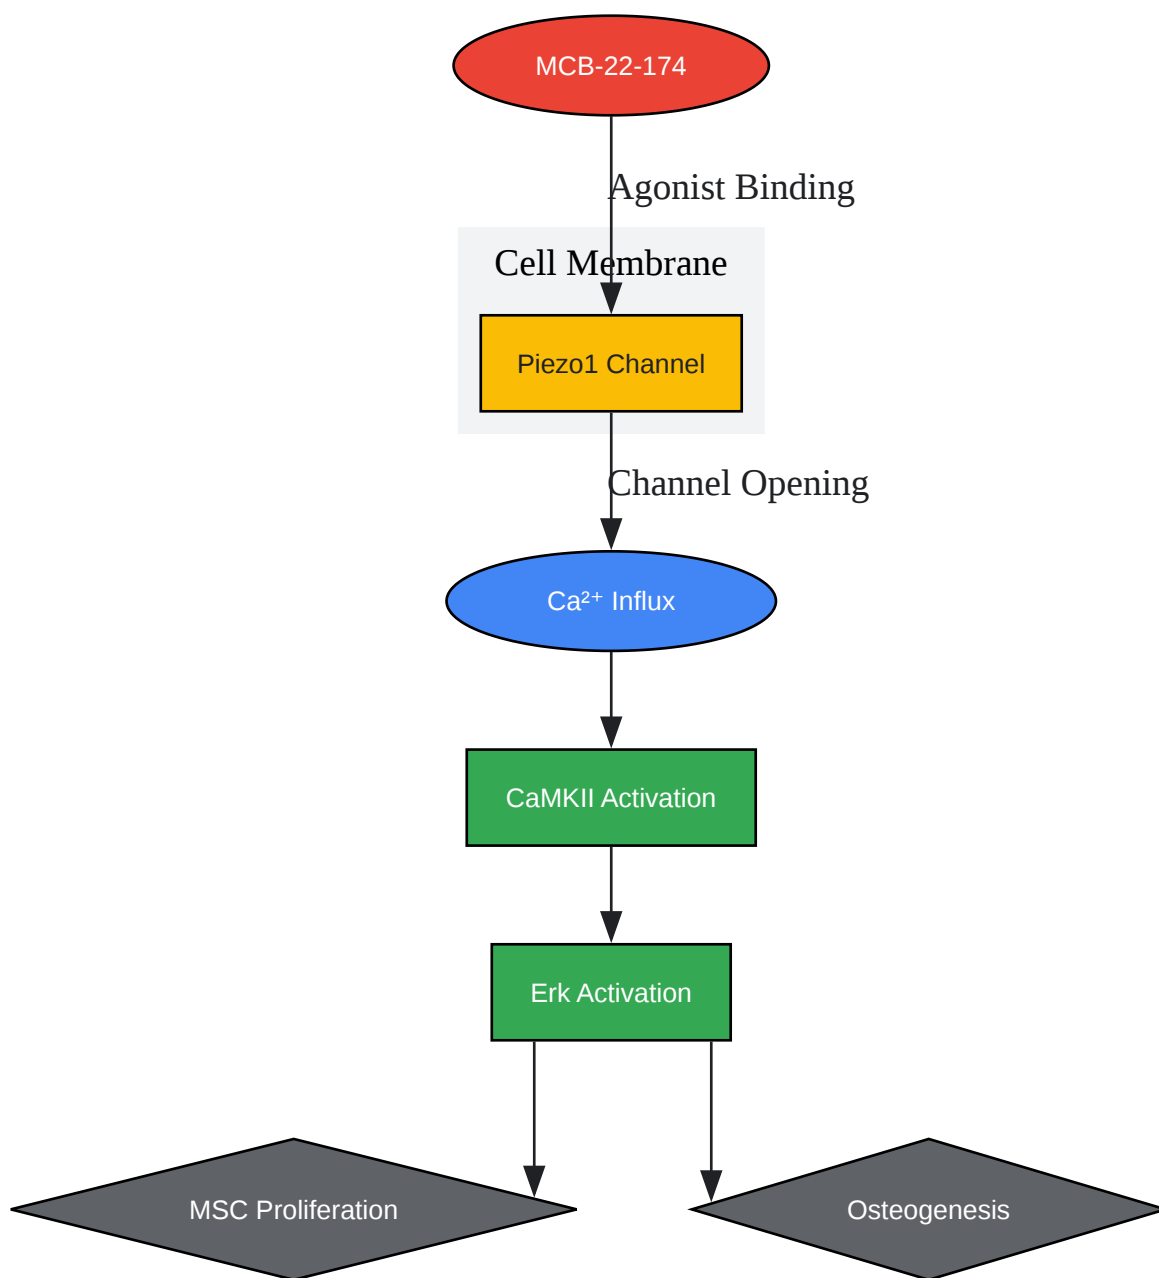 MCB-22-174
Agonist Binding
Cell Membrane
Piezo1 Channel
Channel Opening
Ca²⁺ Influx
CaMKII Activation
Erk Activation
MSC Proliferation
Osteogenesis